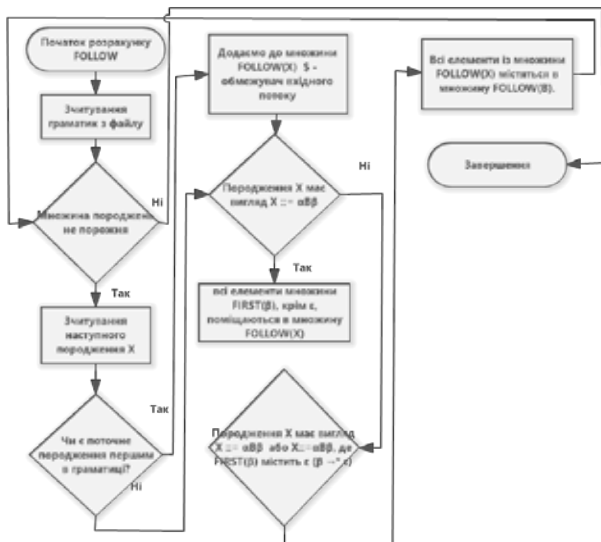 Початок розрахунку
FOLLOW
Зчитування
граматик з файлу
Множина породжень
не порожня
Ні
Так
Зчитування
наступного
породження X
Чи є поточне
породження першим
в граматиці?
Так
Ні
Додаємо до множини
FOLLOW(X) $ -
обмежувач вхідного
потоку
Породження X має
вигляд X ::= αBβ
Ні
Так
всі елементи множини
FIRST(β), крім ε,
поміщаються в множину
FOLLOW(X)
Породження X має вигляд
X ::= αBβ або X::=αBβ, де
FIRST(β) містить ε (β →* ε)
Всі елементи із множини
FOLLOW(X) містяться в
множину FOLLOW(B).
Завершення